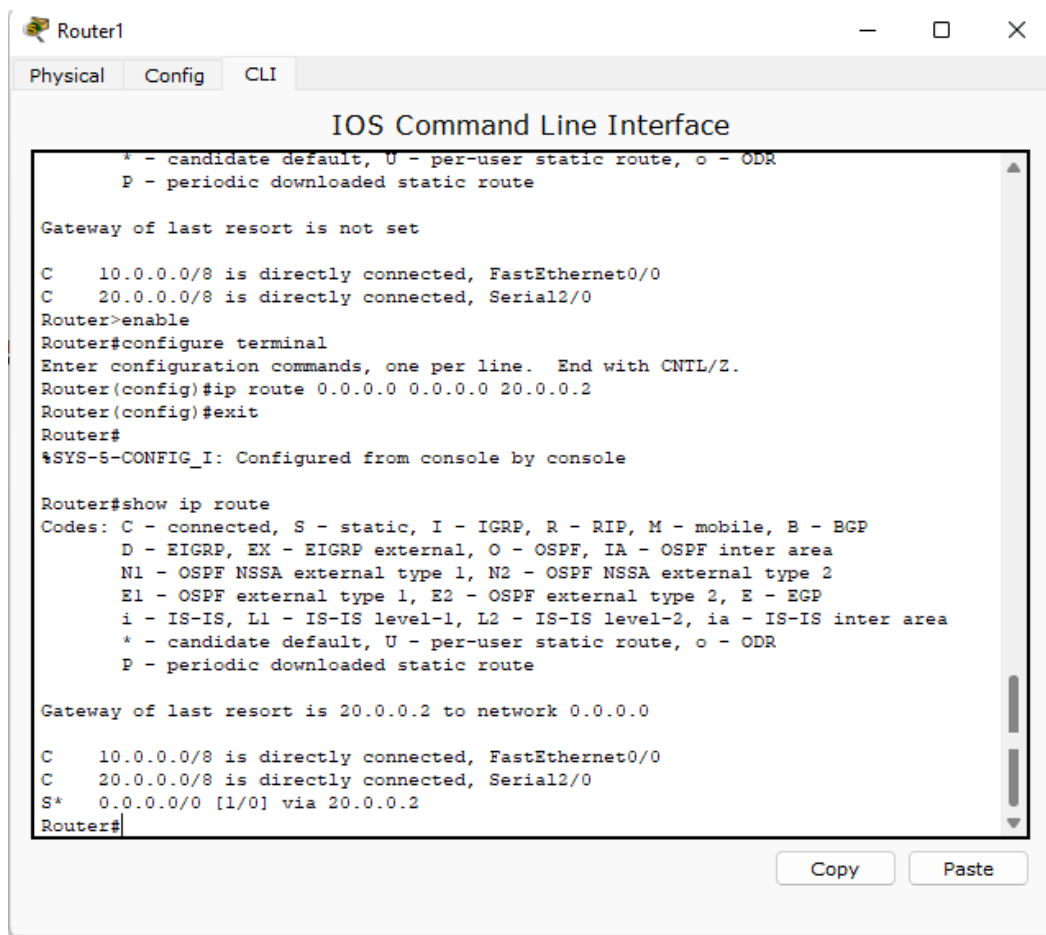 Router1
Physical Config CLI
IOS Command Line Interface
* - candidate default, U - per-user static route, o - ODR
P - periodic downloaded static route
Gateway of last resort is not set
C 10.0.0.0/8 is directly connected, FastEthernet0/0
C 20.0.0.0/8 is directly connected, Serial2/0
Router>enable
Router#configure terminal
Enter configuration commands, one per line. End with CNTL/Z.
Router(config)#ip route 0.0.0.0 0.0.0.0 20.0.0.2
Router(config)#exit
Router#
%SYS-5-CONFIG_I: Configured from console by console
Router#show ip route
Codes: C - connected, S - static, I - IGRP, R - RIP, M - mobile, B - BGP
D - EIGRP, EX - EIGRP external, O - OSPF, IA - OSPF inter area
N1 - OSPF NSSA external type 1, N2 - OSPF NSSA external type 2
E1 - OSPF external type 1, E2 - OSPF external type 2, E - EGP
i - IS-IS, L1 - IS-IS level-1, L2 - IS-IS level-2, ia - IS-IS inter area
* - candidate default, U - per-user static route, o - ODR
P - periodic downloaded static route
Gateway of last resort is 20.0.0.2 to network 0.0.0.0
C 10.0.0.0/8 is directly connected, FastEthernet0/0
C 20.0.0.0/8 is directly connected, Serial2/0
S* 0.0.0.0/0 [1/0] via 20.0.0.2
Router#
Copy Paste